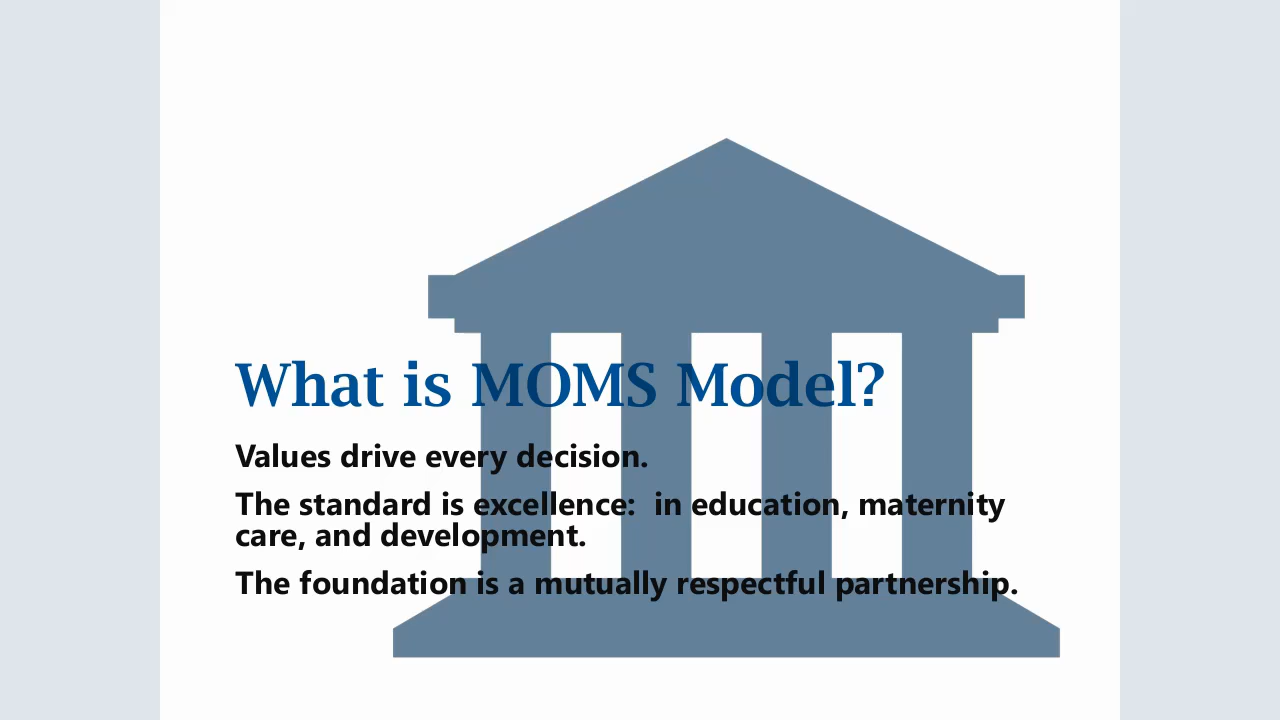 What is MOMS Model?
Values drive every decision.
The standard is excellence:  in education, maternity
care, and development.
The foundation is a mutually respectful partnership.